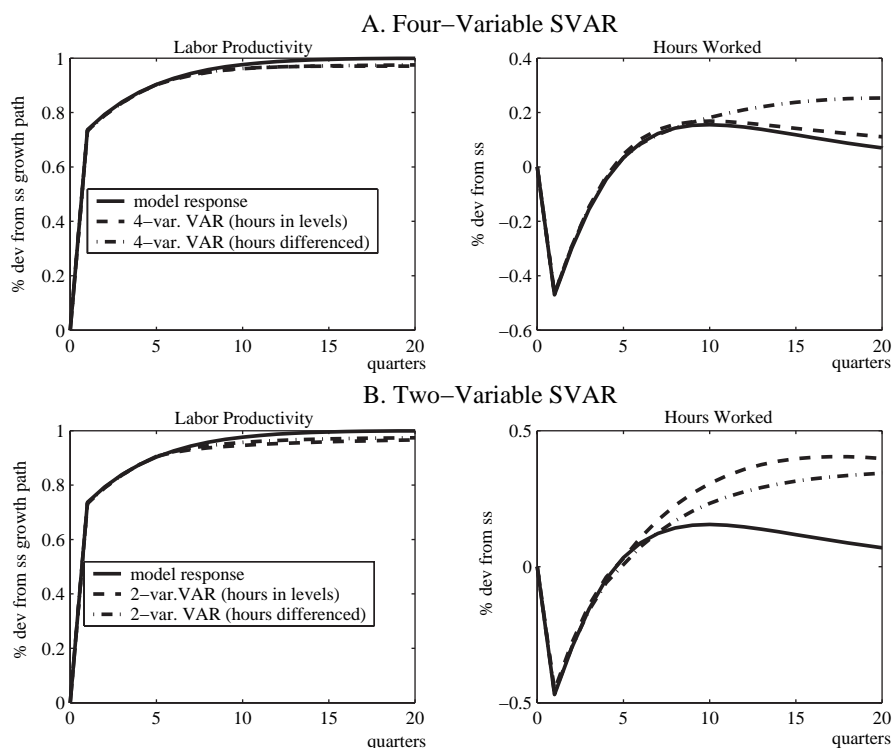 A. Four−Variable SVAR
Labor Productivity
1
0.8
0.6
0.4
0.2
0
% dev from ss growth path
model response
4−var. VAR (hours in levels)
4−var. VAR (hours differenced)
0
5
10
15
20
quarters
Hours Worked
0.4
0.2
0
−0.2
−0.4
−0.6
% dev from ss
0
5
10
15
20
quarters
B. Two−Variable SVAR
Labor Productivity
1
0.8
0.6
0.4
0.2
0
% dev from ss growth path
model response
2−var.VAR (hours in levels)
2−var. VAR (hours differenced)
0
5
10
15
20
quarters
Hours Worked
0.5
0
−0.5
% dev from ss
0
5
10
15
20
quarters